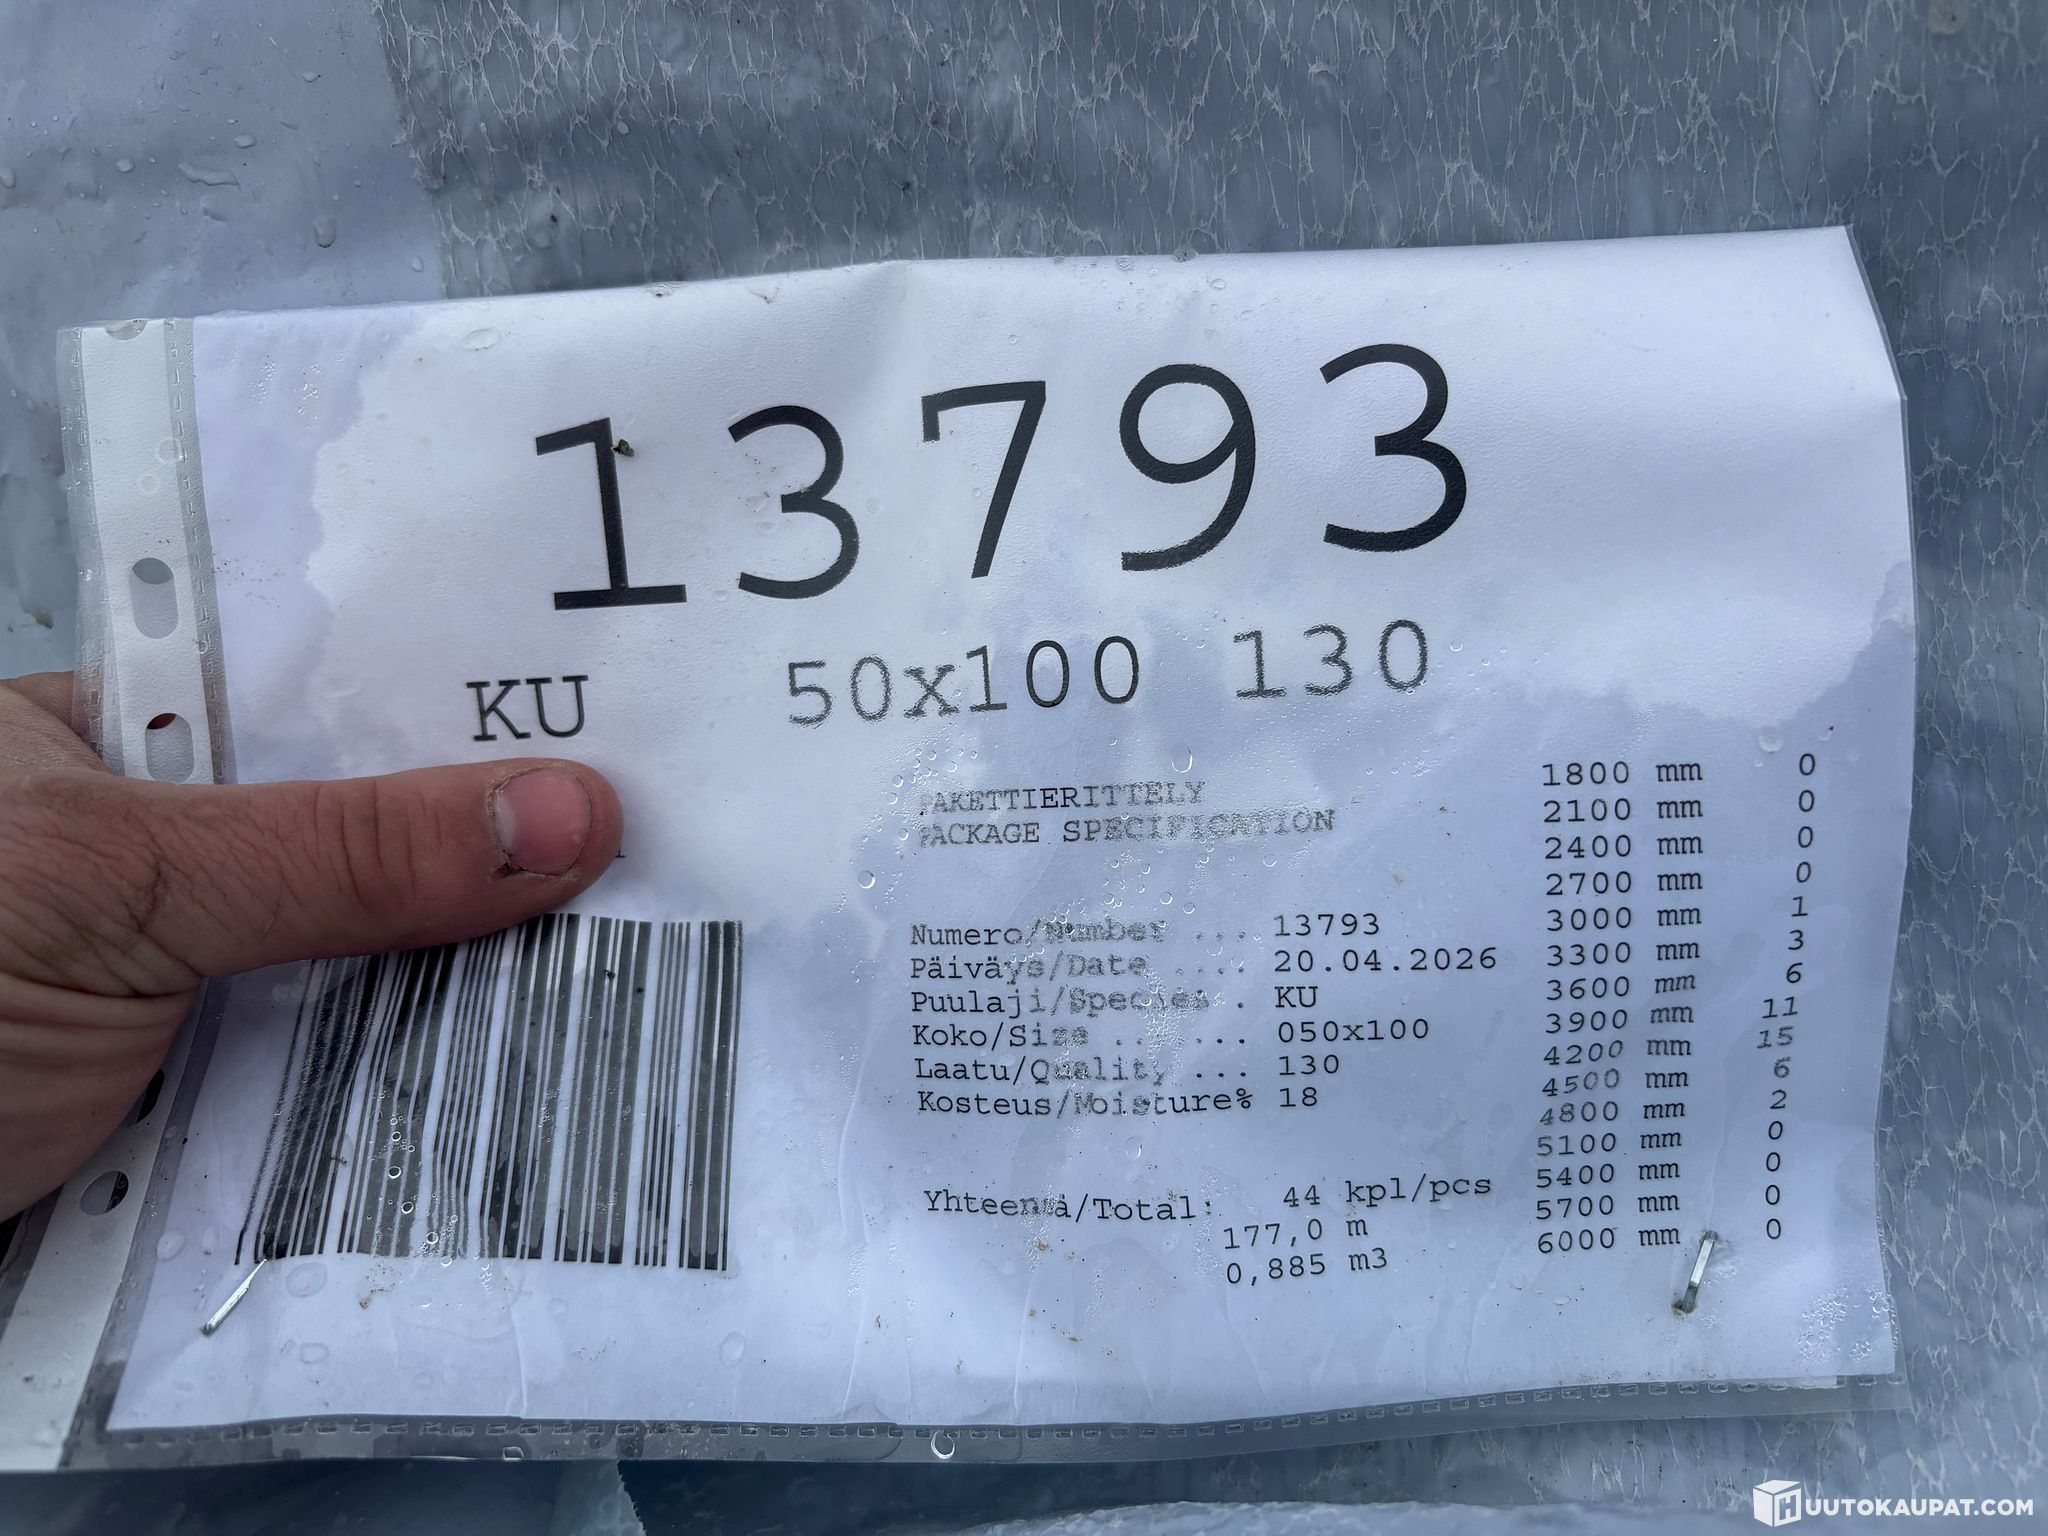 13793
KU 50x100 130
PAKETTIERITTELY
PACKAGE SPECIFICATION
Numero/Number ... 13793
Päiväys/Date .... 20.04.2026
Puulaji/Species . KU
Koko/Size ....... 050x100
Laatu/Quality ... 130
Kosteus/Moisture% 18
Yhteensä/Total: 44 kpl/pcs
177,0 m
0,885 m3
1800 mm 0
2100 mm 0
2400 mm 0
2700 mm 0
3000 mm 1
3300 mm 3
3600 mm 6
3900 mm 11
4200 mm 15
4500 mm 6
4800 mm 2
5100 mm 0
5400 mm 0
5700 mm 0
6000 mm 0
HUUTOKAUPAT.COM